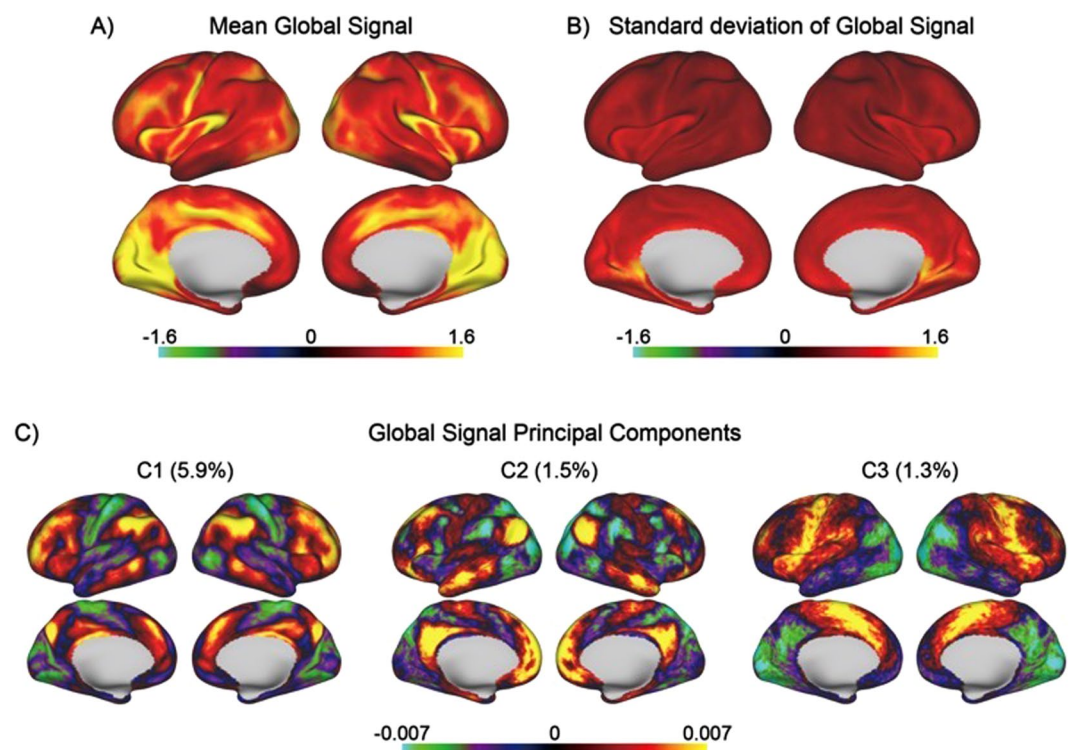 A) Mean Global Signal
B) Standard deviation of Global Signal
-1.6 0 1.6
-1.6 0 1.6
C) Global Signal Principal Components
C1 (5.9%)
C2 (1.5%)
C3 (1.3%)
-0.007 0 0.007